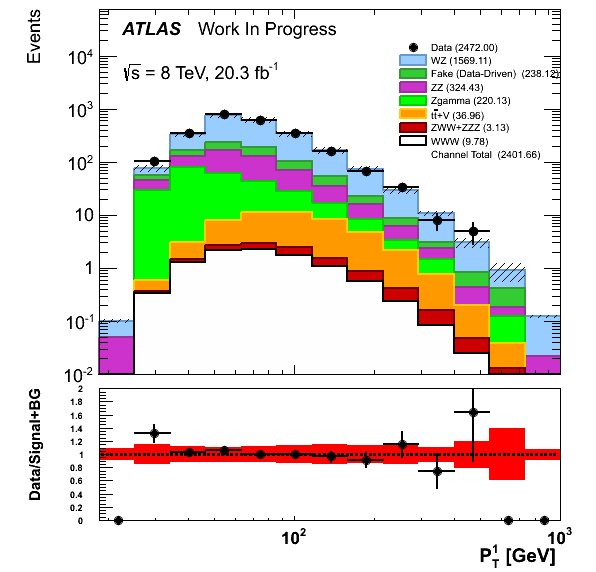 Events
ATLAS Work In Progress
√s = 8 TeV, 20.3 fb⁻¹
Data (2472.00)
WZ (1569.11)
Fake (Data-Driven) (238.12)
ZZ (324.43)
Zgamma (220.13)
tt̄+V (36.96)
ZWW+ZZZ (3.13)
WWW (9.78)
Channel Total (2401.66)
10⁴
10³
10²
10
1
10⁻¹
10⁻²
Data/Signal+BG
2
1.8
1.6
1.4
1.2
1
0.8
0.6
0.4
0.2
0
10²
10³
P_T^1 [GeV]